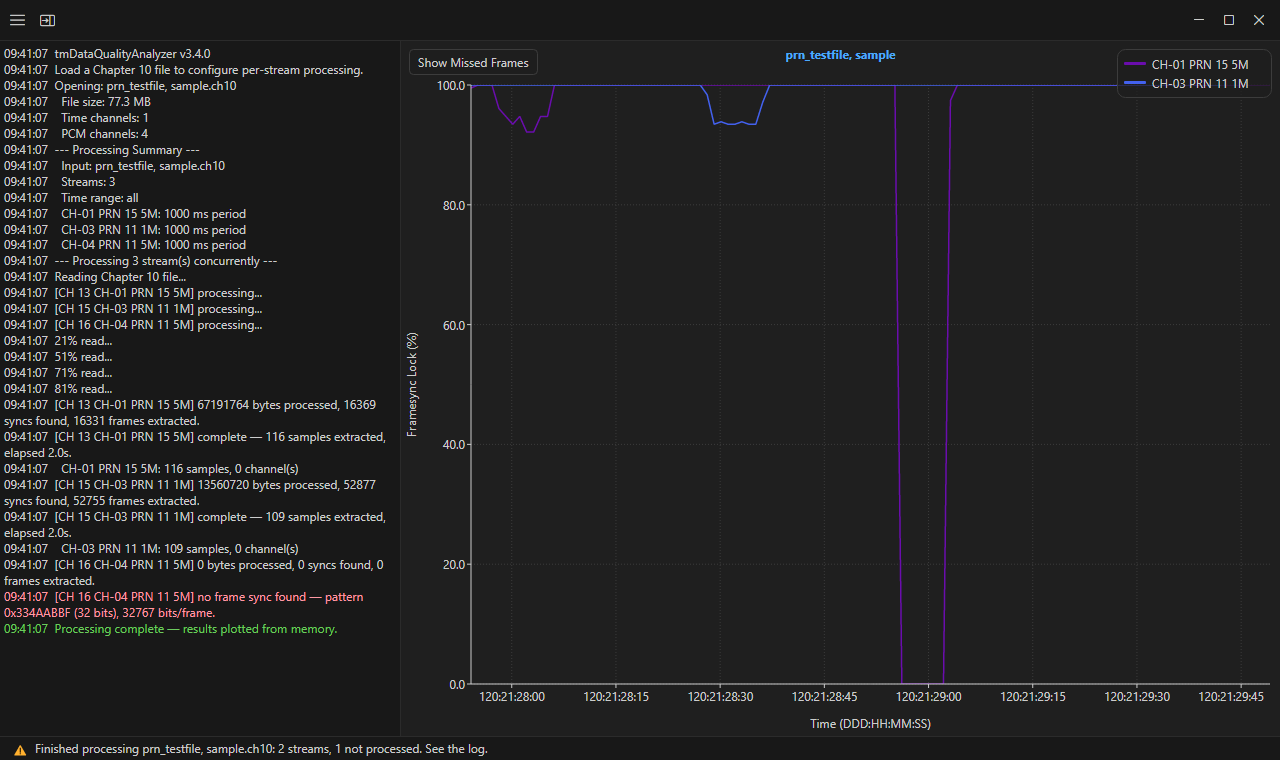 09:41:07 tmDataQualityAnalyzer v3.4.0
09:41:07 Load a Chapter 10 file to configure per-stream processing.
09:41:07 Opening: prn_testfile, sample.ch10
09:41:07 File size: 77.3 MB
09:41:07 Time channels: 1
09:41:07 PCM channels: 4
09:41:07 --- Processing Summary ---
09:41:07 Input: prn_testfile, sample.ch10
09:41:07 Streams: 3
09:41:07 Time range: all
09:41:07 CH-01 PRN 15 5M: 1000 ms period
09:41:07 CH-03 PRN 11 1M: 1000 ms period
09:41:07 CH-04 PRN 11 5M: 1000 ms period
09:41:07 --- Processing 3 stream(s) concurrently ---
09:41:07 Reading Chapter 10 file...
09:41:07 [CH 13 CH-01 PRN 15 5M] processing...
09:41:07 [CH 15 CH-03 PRN 11 1M] processing...
09:41:07 [CH 16 CH-04 PRN 11 5M] processing...
09:41:07 21% read...
09:41:07 51% read...
09:41:07 71% read...
09:41:07 81% read...
09:41:07 [CH 13 CH-01 PRN 15 5M] 67191764 bytes processed, 16369
syncs found, 16331 frames extracted.
09:41:07 [CH 13 CH-01 PRN 15 5M] complete — 116 samples extracted,
elapsed 2.0s.
09:41:07 CH-01 PRN 15 5M: 116 samples, 0 channel(s)
09:41:07 [CH 15 CH-03 PRN 11 1M] 13560720 bytes processed, 52877
syncs found, 52755 frames extracted.
09:41:07 [CH 15 CH-03 PRN 11 1M] complete — 109 samples extracted,
elapsed 2.0s.
09:41:07 CH-03 PRN 11 1M: 109 samples, 0 channel(s)
09:41:07 [CH 16 CH-04 PRN 11 5M] 0 bytes processed, 0 syncs found, 0
frames extracted.
09:41:07 [CH 16 CH-04 PRN 11 5M] no frame sync found — pattern
0x334AABBF (32 bits), 32767 bits/frame.
09:41:07 Processing complete — results plotted from memory.
Show Missed Frames
prn_testfile, sample
CH-01 PRN 15 5M
CH-03 PRN 11 1M
Framesync Lock (%)
100.0
80.0
60.0
40.0
20.0
0.0
120:21:28:00
120:21:28:15
120:21:28:30
120:21:28:45
120:21:29:00
120:21:29:15
120:21:29:30
120:21:29:45
Time (DDD:HH:MM:SS)
Finished processing prn_testfile, sample.ch10: 2 streams, 1 not processed. See the log.